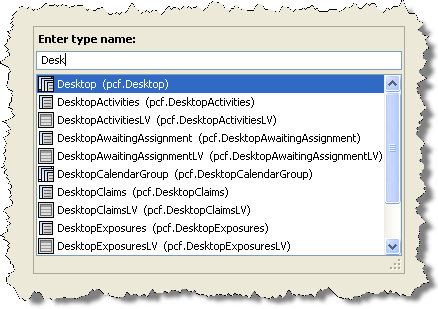 Enter type name:
Desk
Desktop (pcf.Desktop)
DesktopActivities (pcf.DesktopActivities)
DesktopActivitiesLV (pcf.DesktopActivitiesLV)
DesktopAwaitingAssignment (pcf.DesktopAwaitingAssignment)
DesktopAwaitingAssignmentLV (pcf.DesktopAwaitingAssignmentLV)
DesktopCalendarGroup (pcf.DesktopCalendarGroup)
DesktopClaims (pcf.DesktopClaims)
DesktopClaimsLV (pcf.DesktopClaimsLV)
DesktopExposures (pcf.DesktopExposures)
DesktopExposuresLV (pcf.DesktopExposuresLV)